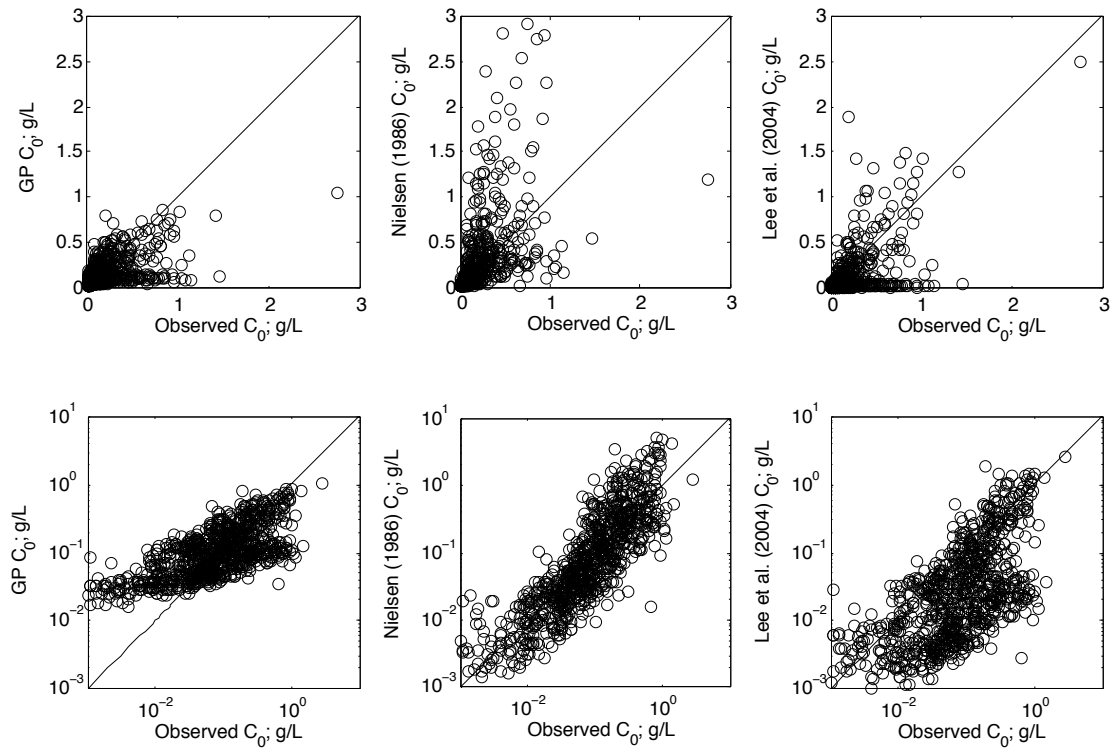 3
2.5
2
1.5
1
0.5
0
0 1 2 3
GP C0; g/L
Observed C0; g/L
3
2.5
2
1.5
1
0.5
0
0 1 2 3
Nielsen (1986) C0; g/L
Observed C0; g/L
3
2.5
2
1.5
1
0.5
0
0 1 2 3
Lee et al. (2004) C0; g/L
Observed C0; g/L
10^1
10^0
10^-1
10^-2
10^-3
10^-2 10^0
GP C0; g/L
Observed C0; g/L
10^1
10^0
10^-1
10^-2
10^-3
10^-2 10^0
Nielsen (1986) C0; g/L
Observed C0; g/L
10^1
10^0
10^-1
10^-2
10^-3
10^-2 10^0
Lee et al. (2004) C0; g/L
Observed C0; g/L